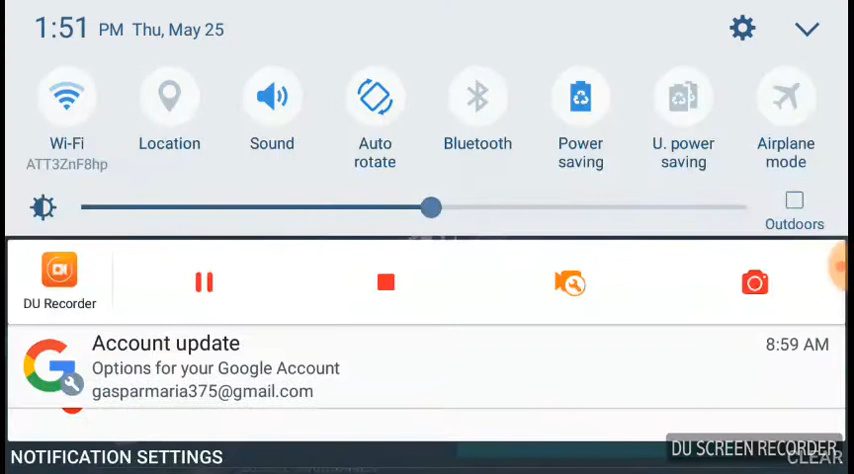 1:51 PM Thu, May 25
Wi-Fi
ATT3ZnF8hp
Location
Sound
Auto
rotate
Bluetooth
Power
saving
U. power
saving
Airplane
mode
Outdoors
DU Recorder
Account update
8:59 AM
Options for your Google Account
gasparmaria375@gmail.com
DU SCREEN RECORDER
NOTIFICATION SETTINGS
CLEAR